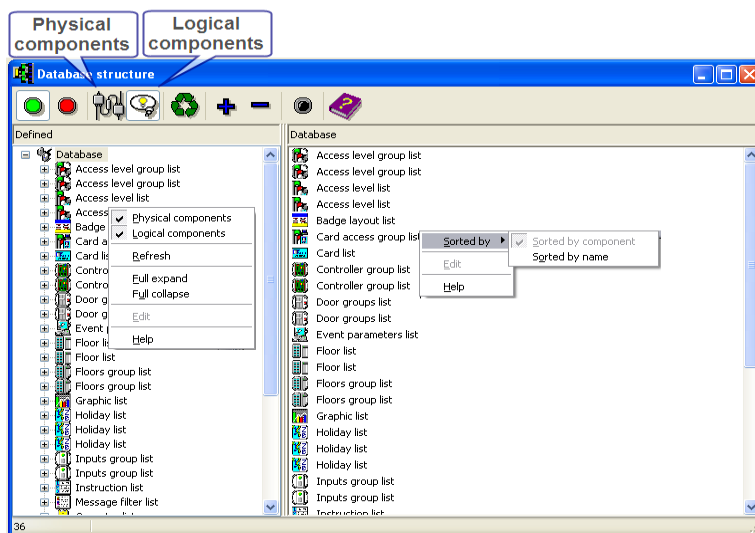 Physical
components
Logical
components
Database structure
Defined
Database
Database
Access level group list
Access level group list
Access level list
Access
Badge
Card a
Card lis
Contro
Contro
Door g
Door g
Event p
Floor lis
Floor list
Floors group list
Floors group list
Graphic list
Holiday list
Holiday list
Holiday list
Inputs group list
Inputs group list
Instruction list
Message filter list
Physical components
Logical components
Refresh
Full expand
Full collapse
Edit
Help
Access level group list
Access level group list
Access level list
Access level list
Badge layout list
Card access group list
Card list
Controller group list
Controller group list
Door groups list
Door groups list
Event parameters list
Floor list
Floor list
Floors group list
Floors group list
Graphic list
Holiday list
Holiday list
Holiday list
Inputs group list
Inputs group list
Instruction list
Sorted by
Edit
Help
Sorted by component
Sorted by name
36